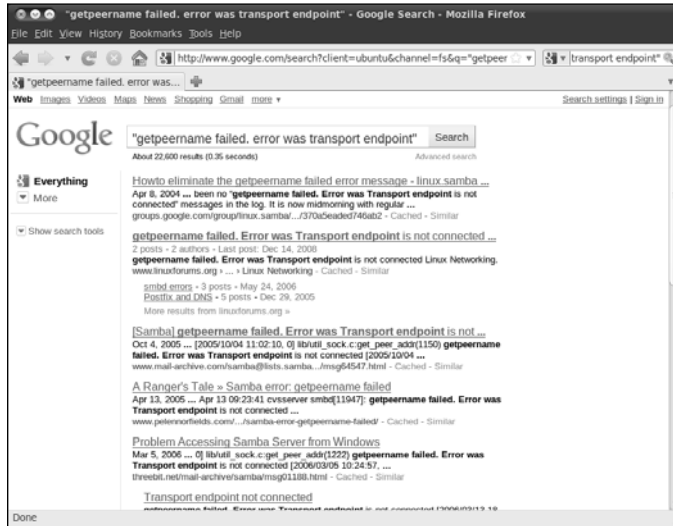 "getpeername failed. error was transport endpoint" - Google Search - Mozilla Firefox
File Edit View History Bookmarks Tools Help
http://www.google.com/search?client=ubuntu&channel=fs&q="getpeer
transport endpoint"
"getpeername failed. error was...
Web Images Videos Maps News Shopping Gmail more
Search settings | Sign in
Google
"getpeername failed. error was transport endpoint"
Search
About 22,600 results (0.35 seconds)
Advanced search
Everything
More
Show search tools
Howto eliminate the getpeername failed error message - linux.samba ...
Apr 8, 2004 ... been no "getpeername failed. Error was Transport endpoint is not
connected" messages in the log. It is now midmorning with regular ...
groups.google.com/group/linux.samba/.../370a5eaded746ab2 - Cached - Similar
getpeername failed. Error was Transport endpoint is not connected ...
2 posts - 2 authors - Last post: Dec 14, 2008
getpeername failed. Error was Transport endpoint is not connected Linux Networking.
www.linuxforums.org › ... › Linux Networking - Cached - Similar
smbd errors - 3 posts - May 24, 2006
Postfix and DNS - 5 posts - Dec 29, 2005
More results from linuxforums.org »
[Samba] getpeername failed. Error was Transport endpoint is not ...
Oct 4, 2005 ... [2005/10/04 11:02:10, 0] lib/util_sock.c:get_peer_addr(1150) getpeername
failed. Error was Transport endpoint is not connected [2005/10/04 ...
www.mail-archive.com/samba@lists.samba.../msg64547.html - Cached - Similar
A Ranger's Tale » Samba error: getpeername failed
Apr 13, 2005 ... Apr 13 09:23:41 cvsserver smbd[11947]: getpeername failed. Error was
Transport endpoint is not connected ...
www.petennorfields.com/.../samba-error-getpeername-failed/ - Cached - Similar
Problem Accessing Samba Server from Windows
Mar 5, 2006 ... 0] lib/util_sock.c:get_peer_addr(1222) getpeername failed. Error was
Transport endpoint is not connected [2006/03/05 10:24:57, ...
threebit.net/mail-archive/samba/msg01188.html - Cached - Similar
Transport endpoint not connected
getpeername failed. Error was Transport endpoint is not connected [2006/03/13 18
Done